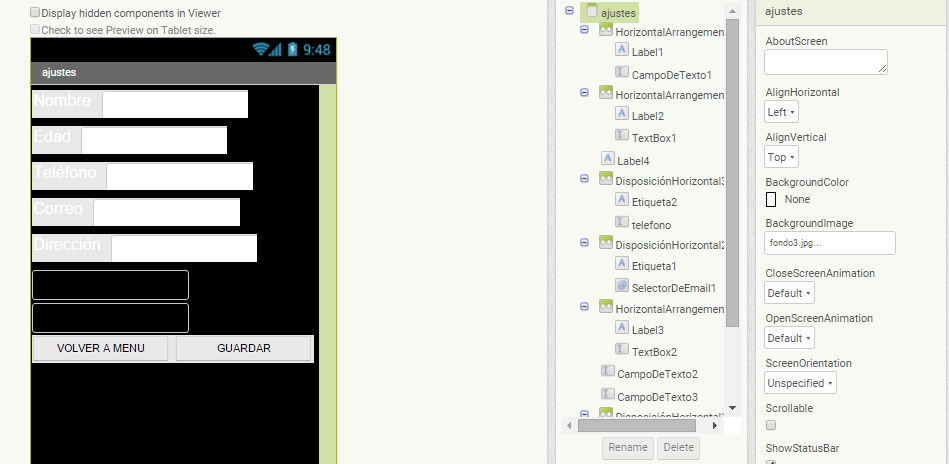 Display hidden components in Viewer
Check to see Preview on Tablet size.
9:48
ajustes
Nombre
Edad
Teléfono
Correo
Dirección
VOLVER A MENU
GUARDAR
ajustes
HorizontalArrangemen
Label1
CampoDeTexto1
HorizontalArrangemen
Label2
TextBox1
Label4
DisposiciónHorizontal3
Etiqueta2
telefono
DisposiciónHorizontal2
Etiqueta1
SelectorDeEmail1
HorizontalArrangemen
Label3
TextBox2
CampoDeTexto2
CampoDeTexto3
Rename
Delete
ajustes
AboutScreen
AlignHorizontal
Left
AlignVertical
Top
BackgroundColor
None
BackgroundImage
fondo3.jpg...
CloseScreenAnimation
Default
OpenScreenAnimation
Default
ScreenOrientation
Unspecified
Scrollable
ShowStatusBar